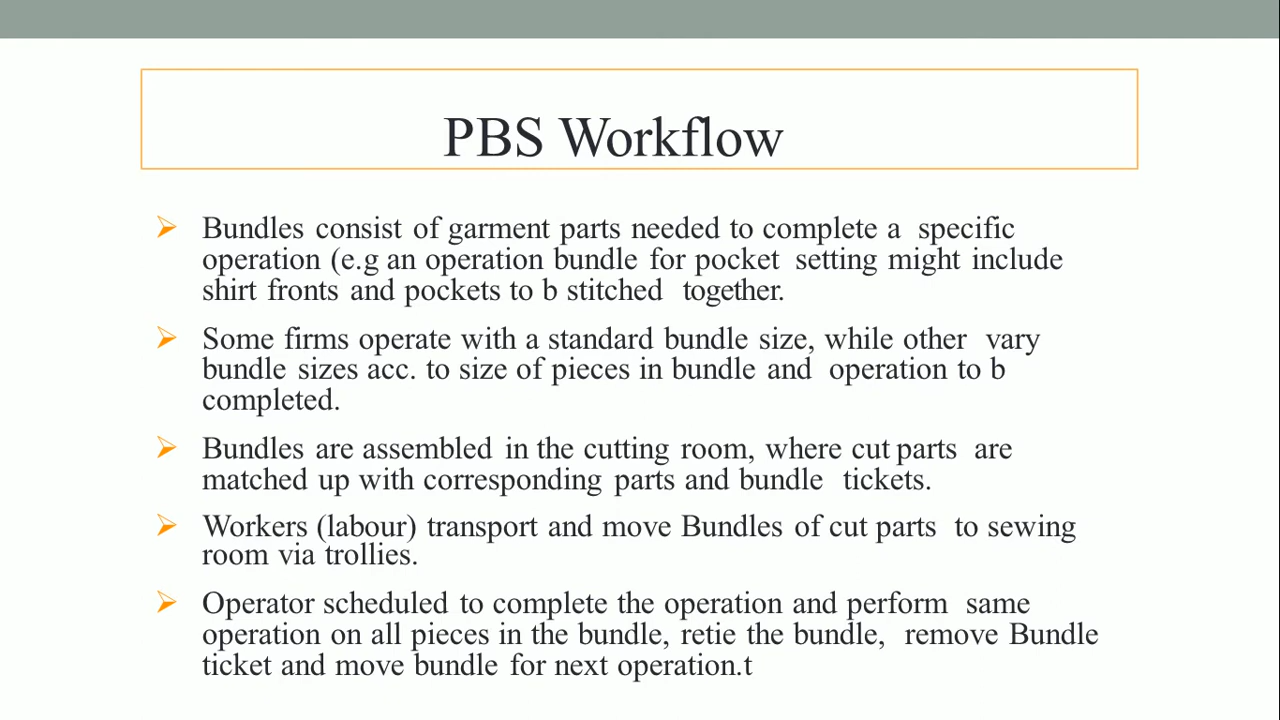 PBS Workflow
Bundles consist of garment parts needed to complete a specific
operation (e.g an operation bundle for pocket setting might include
shirt fronts and pockets to b stitched together.
Some firms operate with a standard bundle size, while other vary
bundle sizes acc. to size of pieces in bundle and operation to b
completed.
Bundles are assembled in the cutting room, where cut parts are
matched up with corresponding parts and bundle tickets.
Workers (labour) transport and move Bundles of cut parts to sewing
room via trollies.
Operator scheduled to complete the operation and perform same
operation on all pieces in the bundle, retie the bundle, remove Bundle
ticket and move bundle for next operation.t